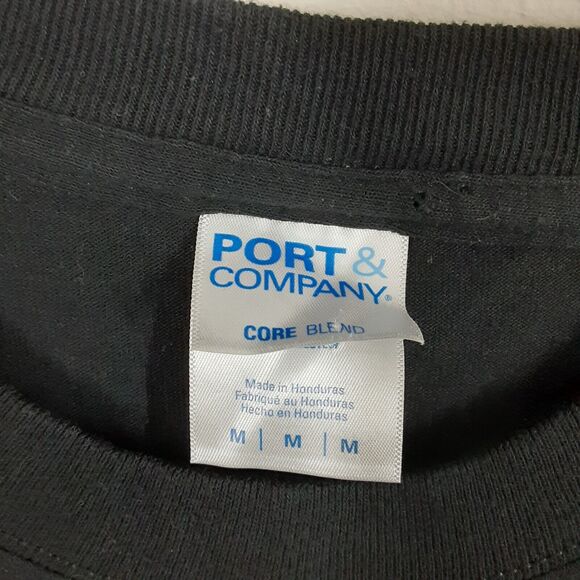 PORT &
COMPANY®
CORE BLEND
Made in Honduras
Fabriqué au Honduras
Hecho en Honduras
M | M | M